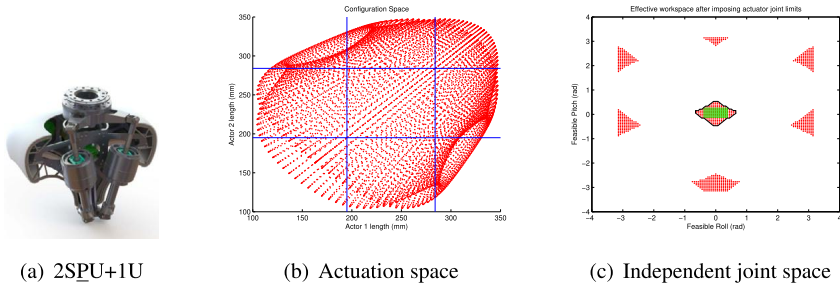 Configuration Space
350
300
250
200
150
100
100 150 200 250 300 350
Actor 2 length (mm)
Actor 1 length (mm)
Effective workspace after imposing actuator joint limits
4
3
2
1
0
−1
−2
−3
−4
−4 −3 −2 −1 0 1 2 3 4
Feasible Pitch (rad)
Feasible Roll (rad)
(a) 2SPU+1U
(b) Actuation space
(c) Independent joint space